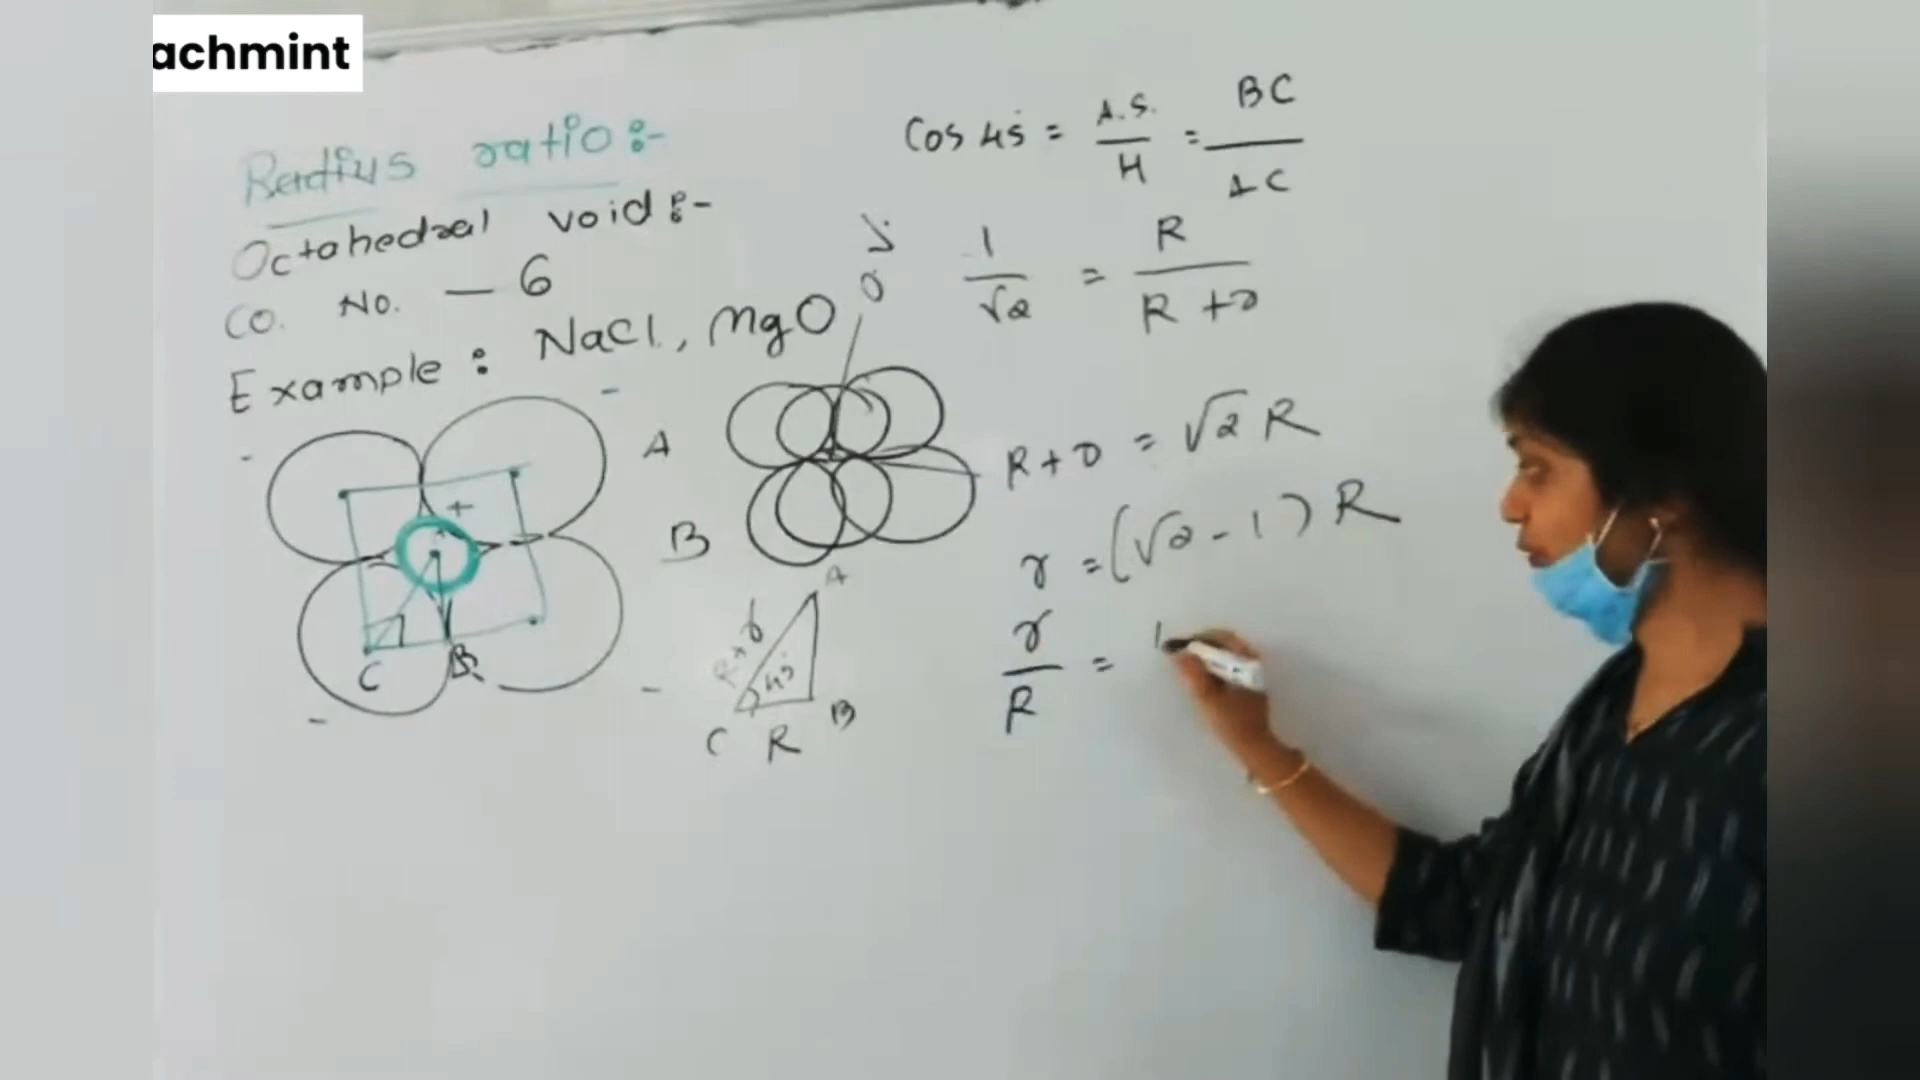 achmint
Radius ratio :-
Octahedral void :-
CO. No. — 6
Example : NaCl, MgO
A
B
+
C B
A
R+r
45°
C R B
Cos 45° = A.S. / H = BC / AC
1 / √2 = R / R + r
R + r = √2 R
r = (√2 - 1) R
r / R =